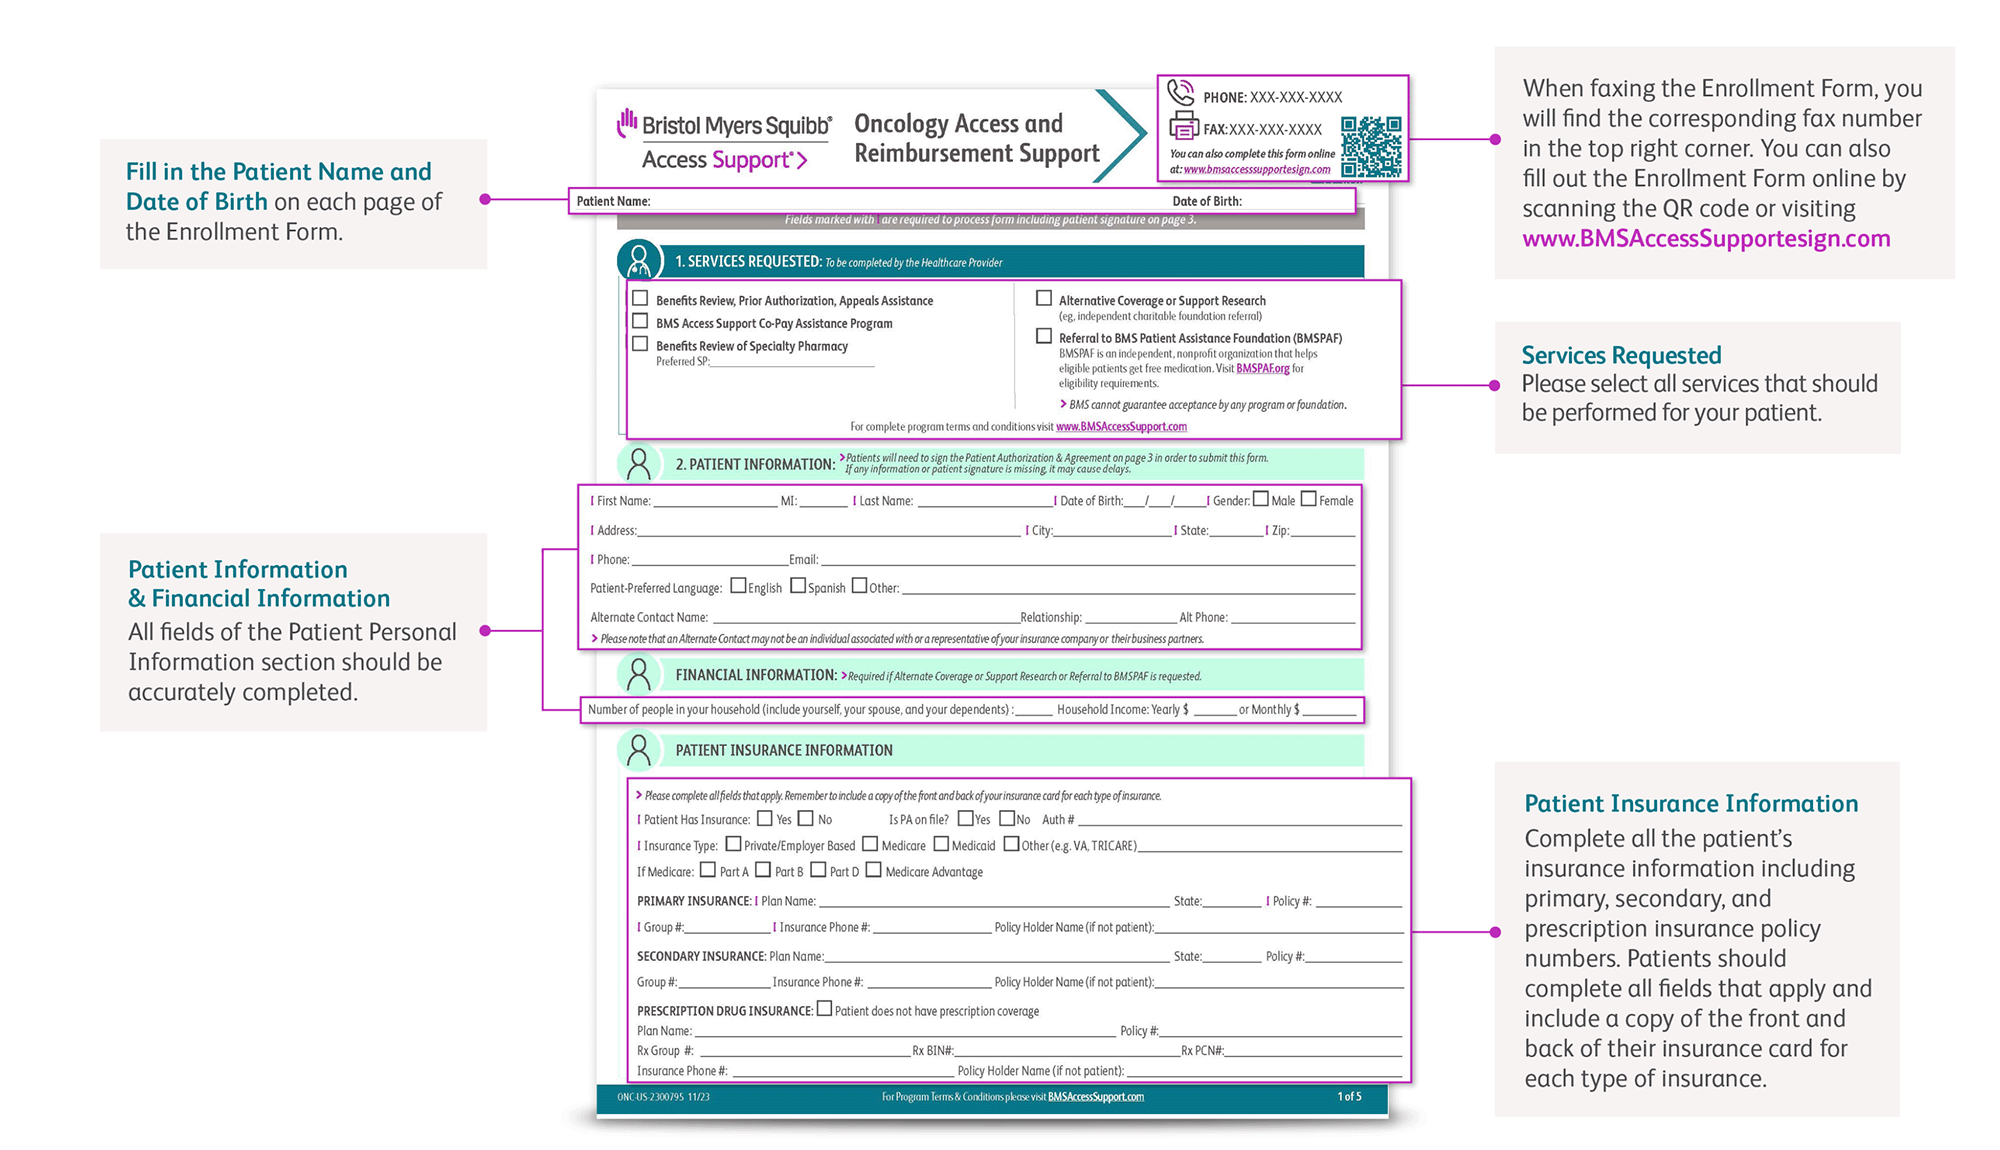 Fill in the Patient Name and
Date of Birth on each page of
the Enrollment Form.
Patient Information
& Financial Information
All fields of the Patient Personal
Information section should be
accurately completed.
Bristol Myers Squibb®
Access Support®
Oncology Access and
Reimbursement Support
PHONE: XXX-XXX-XXXX
FAX:XXX-XXX-XXXX
You can also complete this form online
at: www.bmsaccesssupportesign.com
Patient Name: Date of Birth:
Fields marked with [ are required to process form including patient signature on page 3.
1. SERVICES REQUESTED: To be completed by the Healthcare Provider
Benefits Review, Prior Authorization, Appeals Assistance
BMS Access Support Co-Pay Assistance Program
Benefits Review of Specialty Pharmacy
Preferred SP:
Alternative Coverage or Support Research
(eg, independent charitable foundation referral)
Referral to BMS Patient Assistance Foundation (BMSPAF)
BMSPAF is an independent, nonprofit organization that helps
eligible patients get free medication. Visit BMSPAF.org for
eligibility requirements.
> BMS cannot guarantee acceptance by any program or foundation.
For complete program terms and conditions visit www.BMSAccessSupport.com
2. PATIENT INFORMATION: >Patients will need to sign the Patient Authorization & Agreement on page 3 in order to submit this form.
If any information or patient signature is missing, it may cause delays.
[ First Name: MI: [ Last Name: [ Date of Birth: / / [ Gender: Male Female
[ Address: [ City: [ State: [ Zip:
[ Phone: Email:
Patient-Preferred Language: English Spanish Other:
Alternate Contact Name: Relationship: Alt Phone:
> Please note that an Alternate Contact may not be an individual associated with or a representative of your insurance company or their business partners.
FINANCIAL INFORMATION: >Required if Alternate Coverage or Support Research or Referral to BMSPAF is requested.
Number of people in your household (include yourself, your spouse, and your dependents) : Household Income: Yearly $ or Monthly $
PATIENT INSURANCE INFORMATION
> Please complete all fields that apply. Remember to include a copy of the front and back of your insurance card for each type of insurance.
[ Patient Has Insurance: Yes No Is PA on file? Yes No Auth #
[ Insurance Type: Private/Employer Based Medicare Medicaid Other (e.g. VA, TRICARE)
If Medicare: Part A Part B Part D Medicare Advantage
PRIMARY INSURANCE: [ Plan Name: State: [ Policy #:
[ Group #: [ Insurance Phone #: Policy Holder Name (if not patient):
SECONDARY INSURANCE: Plan Name: State: Policy #:
Group #: Insurance Phone #: Policy Holder Name (if not patient):
PRESCRIPTION DRUG INSURANCE: Patient does not have prescription coverage
Plan Name: Policy #:
Rx Group #: Rx BIN#: Rx PCN#:
Insurance Phone #: Policy Holder Name (if not patient):
ONC-US-2300795 11/23 For Program Terms & Conditions please visit BMSAccessSupport.com 1 of 5
When faxing the Enrollment Form, you
will find the corresponding fax number
in the top right corner. You can also
fill out the Enrollment Form online by
scanning the QR code or visiting
www.BMSAccessSupportesign.com
Services Requested
Please select all services that should
be performed for your patient.
Patient Insurance Information
Complete all the patient's
insurance information including
primary, secondary, and
prescription insurance policy
numbers. Patients should
complete all fields that apply and
include a copy of the front and
back of their insurance card for
each type of insurance.